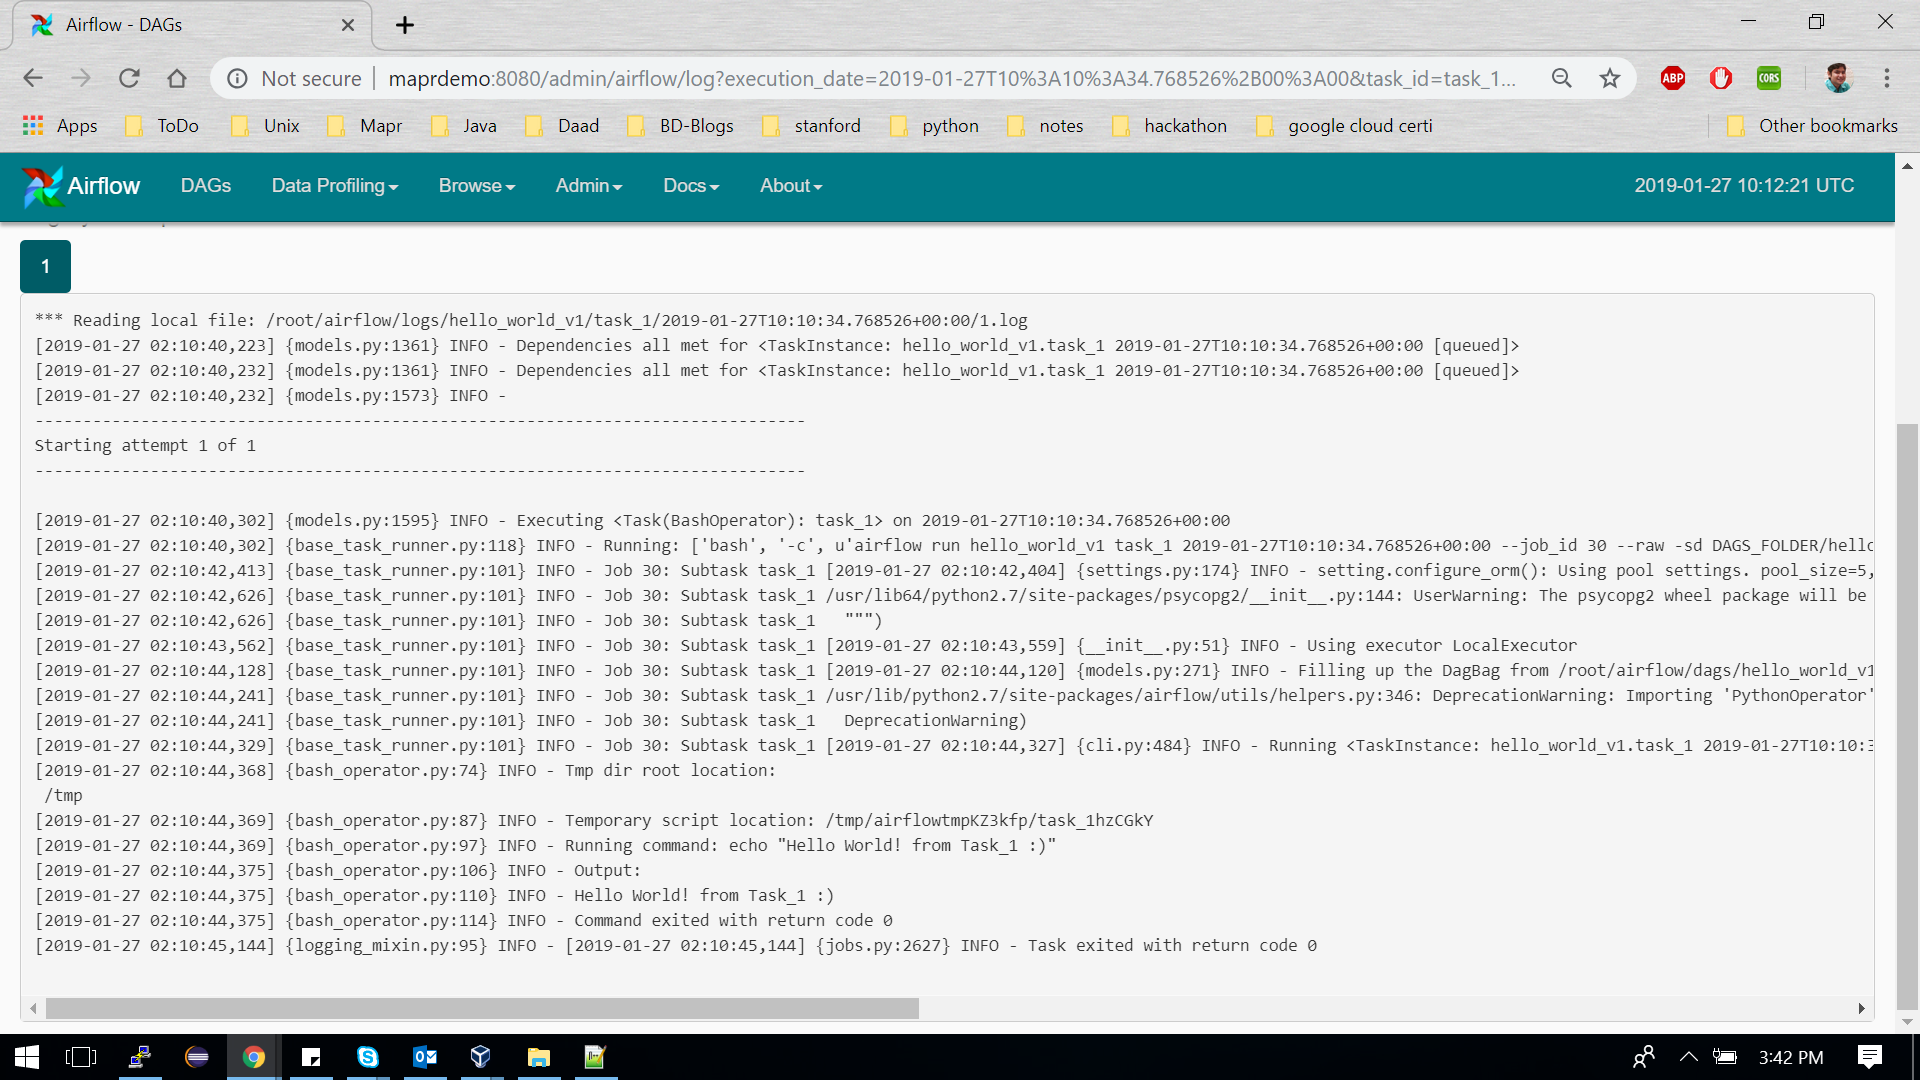 Airflow - DAGs
Not secure
maprdemo:8080/admin/airflow/log?execution_date=2019-01-27T10%3A10%3A34.768526%2B00%3A00&task_id=task_1...
ABP
CORS
Apps ToDo Unix Mapr Java Daad BD-Blogs stanford python notes hackathon google cloud certi Other bookmarks
Airflow DAGs Data Profiling Browse Admin Docs About 2019-01-27 10:12:21 UTC
1
*** Reading local file: /root/airflow/logs/hello_world_v1/task_1/2019-01-27T10:10:34.768526+00:00/1.log
[2019-01-27 02:10:40,223] {models.py:1361} INFO - Dependencies all met for <TaskInstance: hello_world_v1.task_1 2019-01-27T10:10:34.768526+00:00 [queued]>
[2019-01-27 02:10:40,232] {models.py:1361} INFO - Dependencies all met for <TaskInstance: hello_world_v1.task_1 2019-01-27T10:10:34.768526+00:00 [queued]>
[2019-01-27 02:10:40,232] {models.py:1573} INFO -
--------------------------------------------------------------------------------
Starting attempt 1 of 1
--------------------------------------------------------------------------------
[2019-01-27 02:10:40,302] {models.py:1595} INFO - Executing <Task(BashOperator): task_1> on 2019-01-27T10:10:34.768526+00:00
[2019-01-27 02:10:40,302] {base_task_runner.py:118} INFO - Running: ['bash', '-c', u'airflow run hello_world_v1 task_1 2019-01-27T10:10:34.768526+00:00 --job_id 30 --raw -sd DAGS_FOLDER/hello
[2019-01-27 02:10:42,413] {base_task_runner.py:101} INFO - Job 30: Subtask task_1 [2019-01-27 02:10:42,404] {settings.py:174} INFO - setting.configure_orm(): Using pool settings. pool_size=5,
[2019-01-27 02:10:42,626] {base_task_runner.py:101} INFO - Job 30: Subtask task_1 /usr/lib64/python2.7/site-packages/psycopg2/__init__.py:144: UserWarning: The psycopg2 wheel package will be
[2019-01-27 02:10:42,626] {base_task_runner.py:101} INFO - Job 30: Subtask task_1   """)
[2019-01-27 02:10:43,562] {base_task_runner.py:101} INFO - Job 30: Subtask task_1 [2019-01-27 02:10:43,559] {__init__.py:51} INFO - Using executor LocalExecutor
[2019-01-27 02:10:44,128] {base_task_runner.py:101} INFO - Job 30: Subtask task_1 [2019-01-27 02:10:44,120] {models.py:271} INFO - Filling up the DagBag from /root/airflow/dags/hello_world_v1
[2019-01-27 02:10:44,241] {base_task_runner.py:101} INFO - Job 30: Subtask task_1 /usr/lib/python2.7/site-packages/airflow/utils/helpers.py:346: DeprecationWarning: Importing 'PythonOperator'
[2019-01-27 02:10:44,241] {base_task_runner.py:101} INFO - Job 30: Subtask task_1   DeprecationWarning)
[2019-01-27 02:10:44,329] {base_task_runner.py:101} INFO - Job 30: Subtask task_1 [2019-01-27 02:10:44,327] {cli.py:484} INFO - Running <TaskInstance: hello_world_v1.task_1 2019-01-27T10:10:3
[2019-01-27 02:10:44,368] {bash_operator.py:74} INFO - Tmp dir root location:
/tmp
[2019-01-27 02:10:44,369] {bash_operator.py:87} INFO - Temporary script location: /tmp/airflowtmpKZ3kfp/task_1hzCGkY
[2019-01-27 02:10:44,369] {bash_operator.py:97} INFO - Running command: echo "Hello World! from Task_1 :)"
[2019-01-27 02:10:44,375] {bash_operator.py:106} INFO - Output:
[2019-01-27 02:10:44,375] {bash_operator.py:110} INFO - Hello World! from Task_1 :)
[2019-01-27 02:10:44,375] {bash_operator.py:114} INFO - Command exited with return code 0
[2019-01-27 02:10:45,144] {logging_mixin.py:95} INFO - [2019-01-27 02:10:45,144] {jobs.py:2627} INFO - Task exited with return code 0
3:42 PM